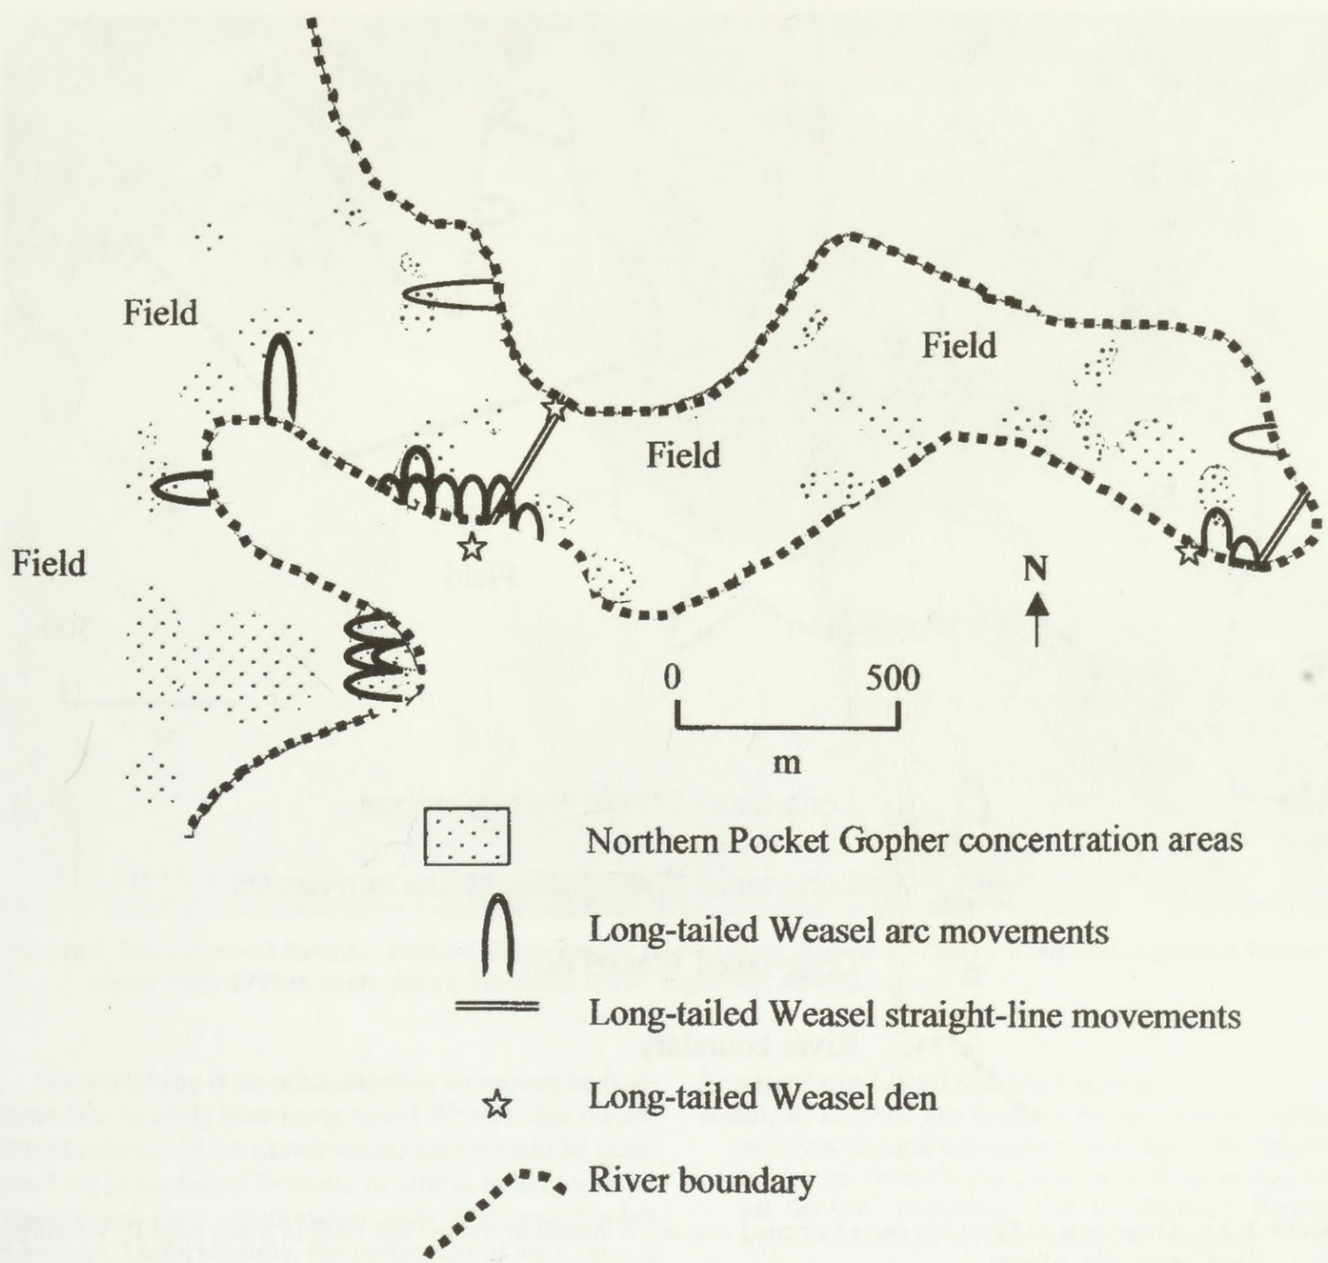 Field
Field
Field
Field
N
0 500
m
Northern Pocket Gopher concentration areas
Long-tailed Weasel arc movements
Long-tailed Weasel straight-line movements
Long-tailed Weasel den
River boundary